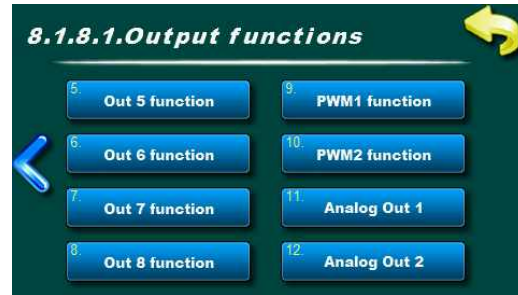 8.1.8.1.Output functions
5. Out 5 function
6. Out 6 function
7. Out 7 function
8. Out 8 function
9. PWM1 function
10. PWM2 function
11. Analog Out 1
12. Analog Out 2